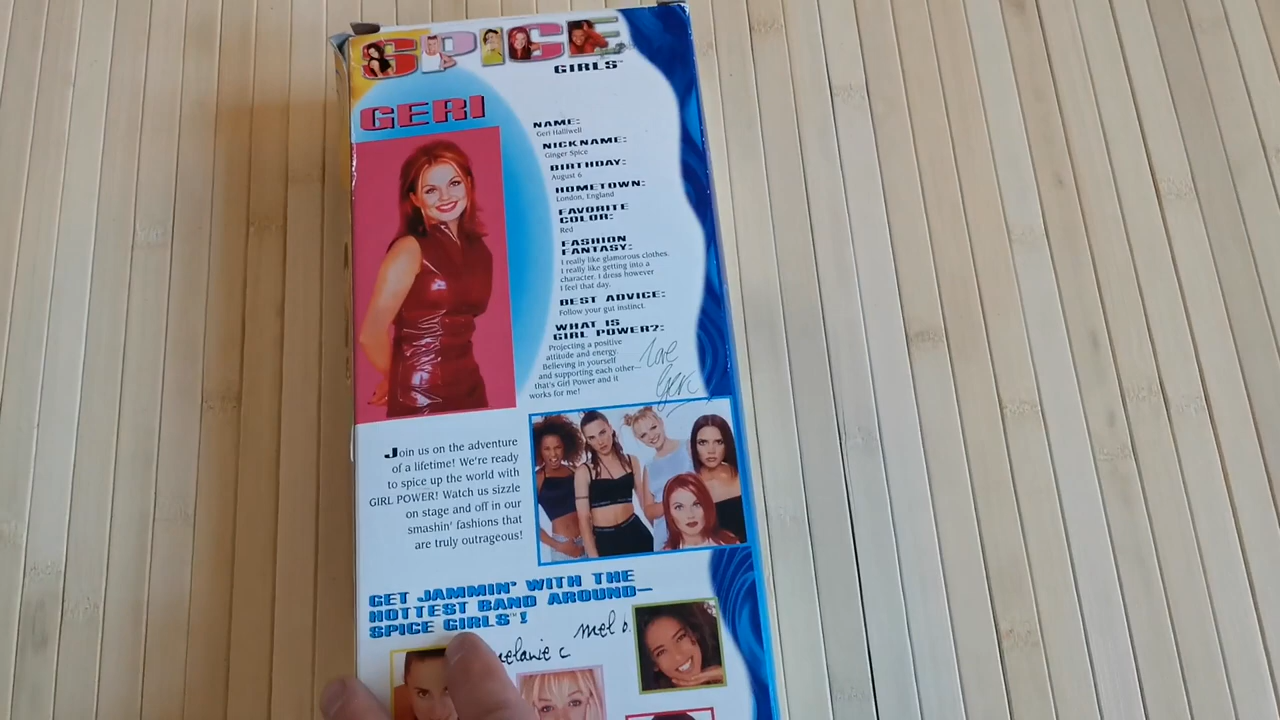 SPICE
GIRLS™
GERI
NAME:
Geri Halliwell
NICKNAME:
Ginger Spice
BIRTHDAY:
August 6
HOMETOWN:
London, England
FAVORITE
COLOR:
Red
FASHION
FANTASY:
I really like glamorous clothes.
I really like getting into a
character. I dress however
I feel that day.
BEST ADVICE:
Follow your gut instinct.
WHAT IS
GIRL POWER?:
Projecting a positive
attitude and energy.
Believing in yourself
and supporting each other—
that's Girl Power and it
works for me!
Love
Geri
Join us on the adventure
of a lifetime! We're ready
to spice up the world with
GIRL POWER! Watch us sizzle
on stage and off in our
smashin' fashions that
are truly outrageous!
GET JAMMIN' WITH THE
HOTTEST BAND AROUND—
SPICE GIRLS™!
mel b.
melanie c